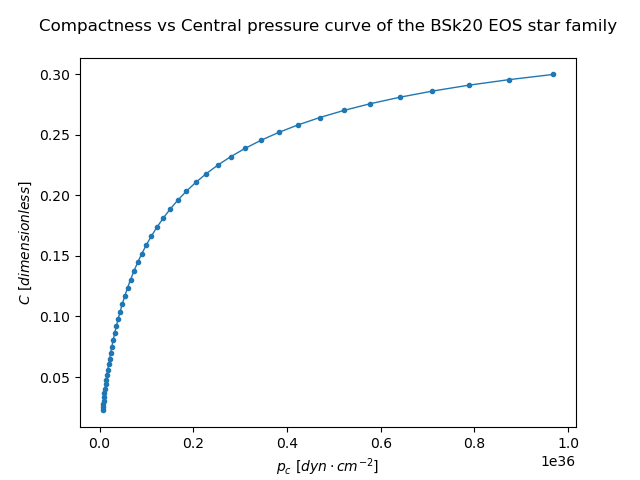 Compactness vs Central pressure curve of the BSk20 EOS star family
0.30
0.25
0.20
0.15
0.10
0.05
C [dimensionless]
0.0 0.2 0.4 0.6 0.8 1.0
1e36
p_c [dyn · cm^{-2}]